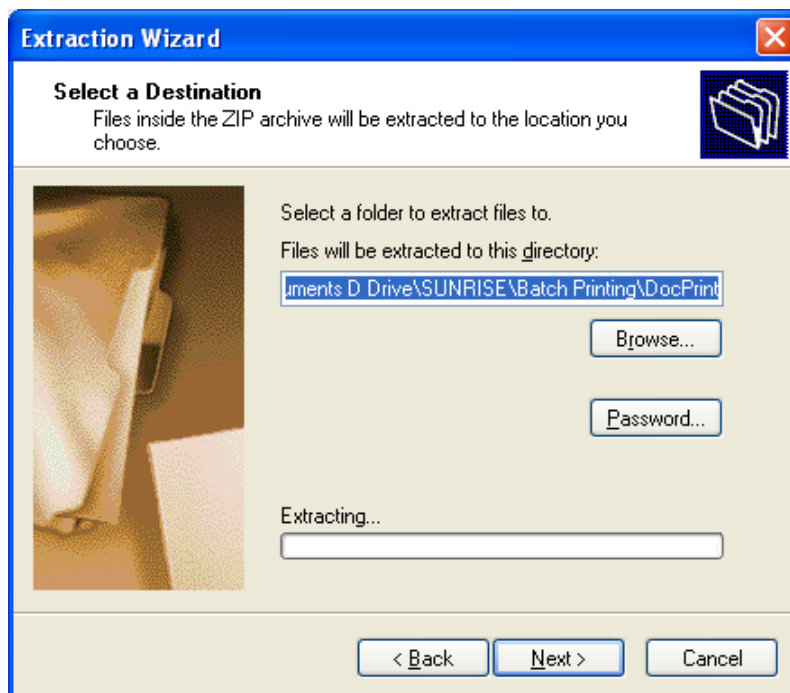 Extraction Wizard
Select a Destination
Files inside the ZIP archive will be extracted to the location you
choose.
Select a folder to extract files to.
Files will be extracted to this directory:
uments D Drive\SUNRISE\Batch Printing\DocPrint
Browse...
Password...
Extracting...
< Back
Next >
Cancel